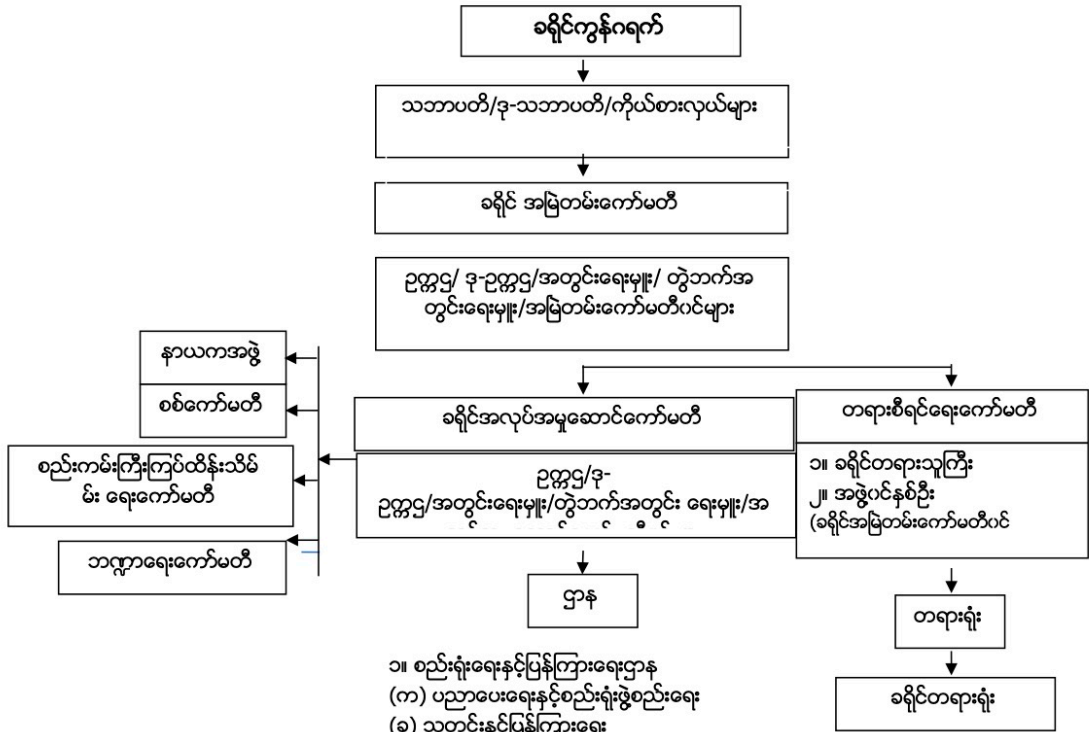 ခရိုင်ကွန်ဂရက်
သဘာပတိ/ဒု-သဘာပတိ/ကိုယ်စားလှယ်များ
ခရိုင် အမြဲတမ်းကော်မတီ
ဥက္ကဌ/ ဒု-ဥက္ကဌ/အတွင်းရေးမှူး/ တွဲဘက်အ
တွင်းရေးမှူး/အမြဲတမ်းကော်မတီဝင်များ
နာယကအဖွဲ့
စစ်ကော်မတီ
စည်းကမ်းကြီးကြပ်ထိန်းသိမ်
မ်း ရေးကော်မတီ
ဘဏ္ဍာရေးကော်မတီ
ခရိုင်အလုပ်အမှုဆောင်ကော်မတီ
ဥက္ကဌ/ဒု-
ဥက္ကဌ/အတွင်းရေးမှူး/တွဲဘက်အတွင်း ရေးမှူး/အ
တရားစီရင်ရေးကော်မတီ
၁။ ခရိုင်တရားသူကြီး
၂။ အဖွဲ့ဝင်နှစ်ဦး
(ခရိုင်အမြဲတမ်းကော်မတီဝင်
ဌာန
၁။ စည်းရုံးရေးနှင့်ပြန်ကြားရေးဌာန
(က) ပညာပေးရေးနှင့်စည်းရုံးဖွဲ့စည်းရေး
(ခ) သတင်းနှင့်ပြန်ကြားရေး
တရားရုံး
ခရိုင်တရားရုံး